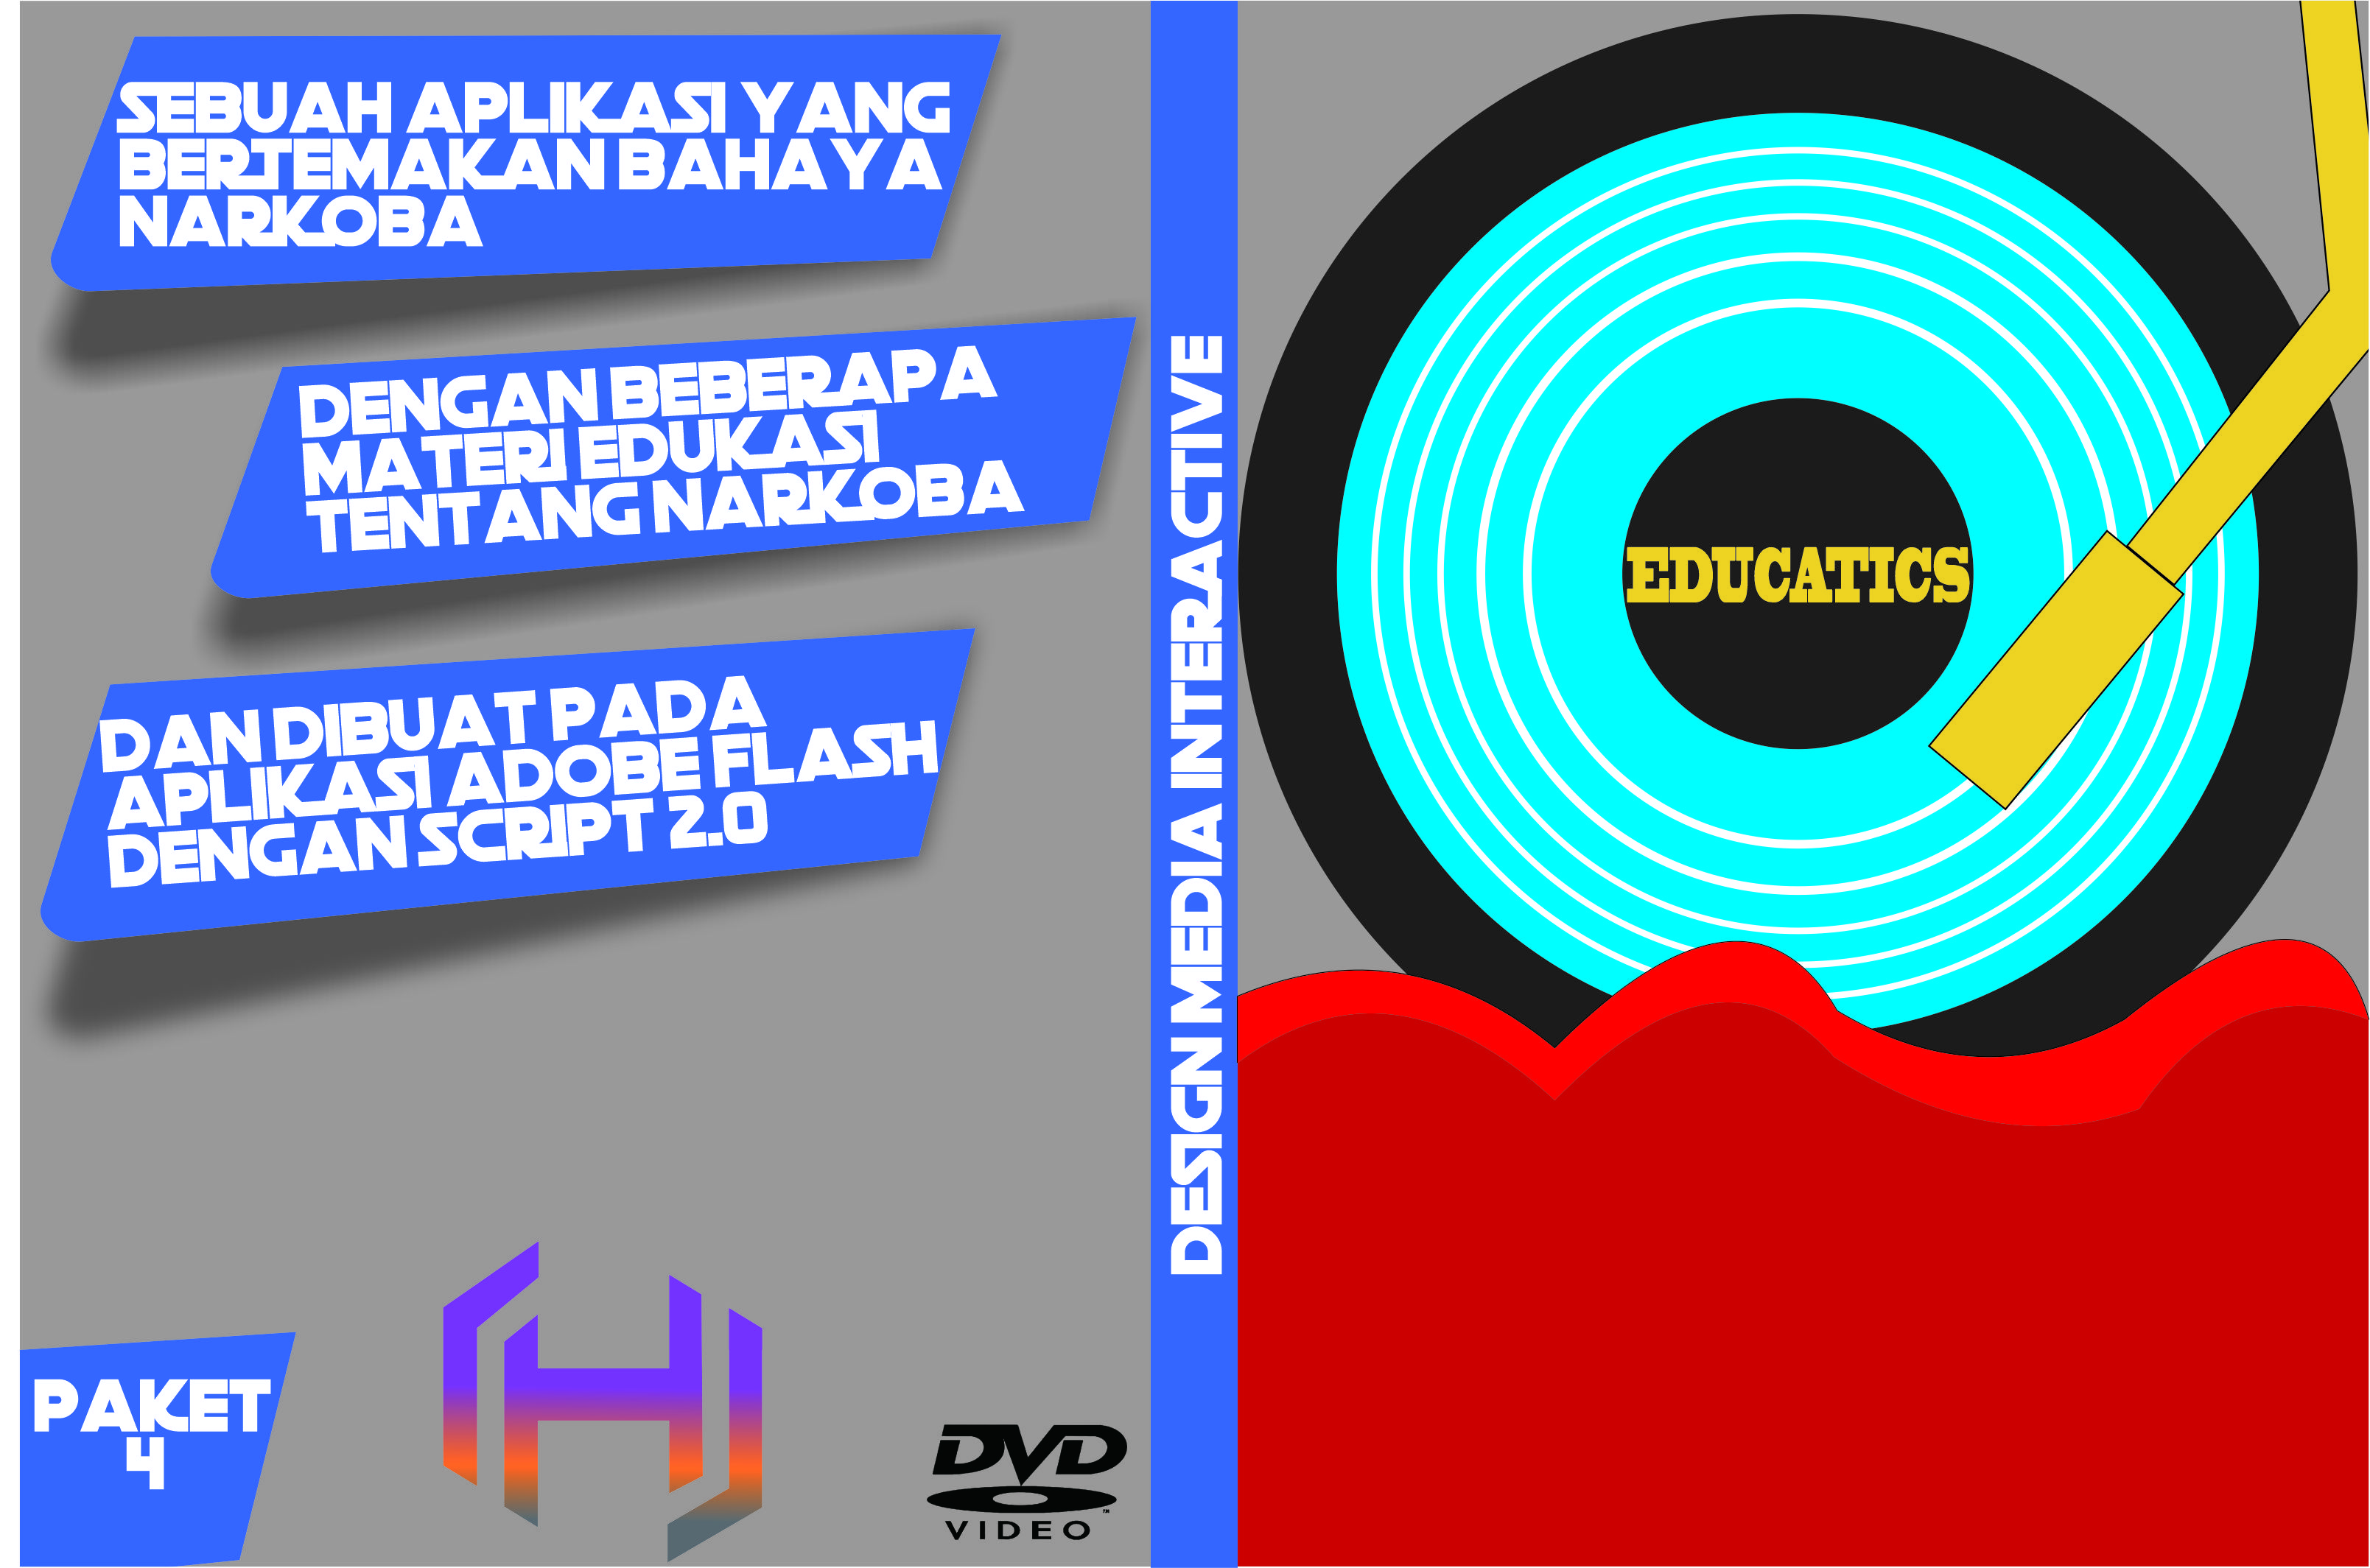 SEBUAH APLIKASI YANG
BERTEMAKAN BAHAYA
NARKOBA
DENGAN BEBERAPA
MATERI EDUKASI
TENTANG NARKOBA
DAN DIBUAT PADA
APLIKASI ADOBE FLASH
DENGAN SCRIPT 2.0
PAKET
4
DVD
TM
VIDEO
DESIGN MEDIA INTERACTIVE
EDUCATICS